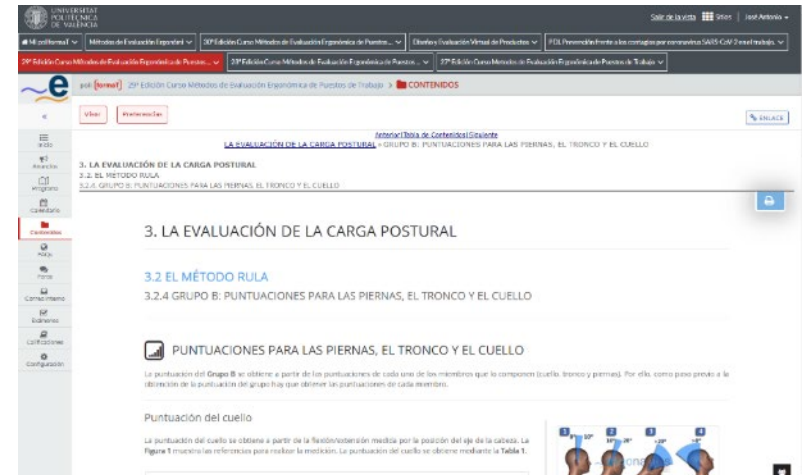 UNIVERSITAT
POLITÈCNICA
DE VALÈNCIA
Salir de la vista Sitios | José Antonio
Mi poliformaT Métodos de Evaluación Ergonómi 30ª Edición Curso Métodos de Evaluación Ergonómica de Puestos... Diseño y Evaluación Virtual de Productos POI. Prevención frente a los contagios por coronavirus SARS-CoV-2 en el trabajo.
29ª Edición Curso Métodos de Evaluación Ergonómica de Puestos... 28ª Edición Curso Métodos de Evaluación Ergonómica de Puestos... 27ª Edición Curso Métodos de Evaluación Ergonómica de Puestos de Trabajo
poli [formaT] 29ª Edición Curso Métodos de Evaluación Ergonómica de Puestos de Trabajo > CONTENIDOS
«
Visor Preferencias
ENLACE
Inicio
Anuncios
Programa
Calendario
Contenidos
FAQs
Foros
Correo interno
Exámenes
Calificaciones
Configuración
Anterior|Tabla de Contenidos|Siguiente
LA EVALUACIÓN DE LA CARGA POSTURAL » GRUPO B: PUNTUACIONES PARA LAS PIERNAS, EL TRONCO Y EL CUELLO
3. LA EVALUACIÓN DE LA CARGA POSTURAL
3.2. EL MÉTODO RULA
3.2.4. GRUPO B: PUNTUACIONES PARA LAS PIERNAS, EL TRONCO Y EL CUELLO
3. LA EVALUACIÓN DE LA CARGA POSTURAL
3.2 EL MÉTODO RULA
3.2.4 GRUPO B: PUNTUACIONES PARA LAS PIERNAS, EL TRONCO Y EL CUELLO
PUNTUACIONES PARA LAS PIERNAS, EL TRONCO Y EL CUELLO
La puntuación del Grupo B se obtiene a partir de las puntuaciones de cada uno de los miembros que lo componen (cuello, tronco y piernas). Por ello, como paso previo a la
obtención de la puntuación del grupo hay que obtener las puntuaciones de cada miembro.
Puntuación del cuello
La puntuación del cuello se obtiene a partir de la flexión/extensión medida por la posición del eje de la cabeza. La
Figura 1 muestra las referencias para realizar la medición. La puntuación del cuello se obtiene mediante la Tabla 1.
1 2 3 4